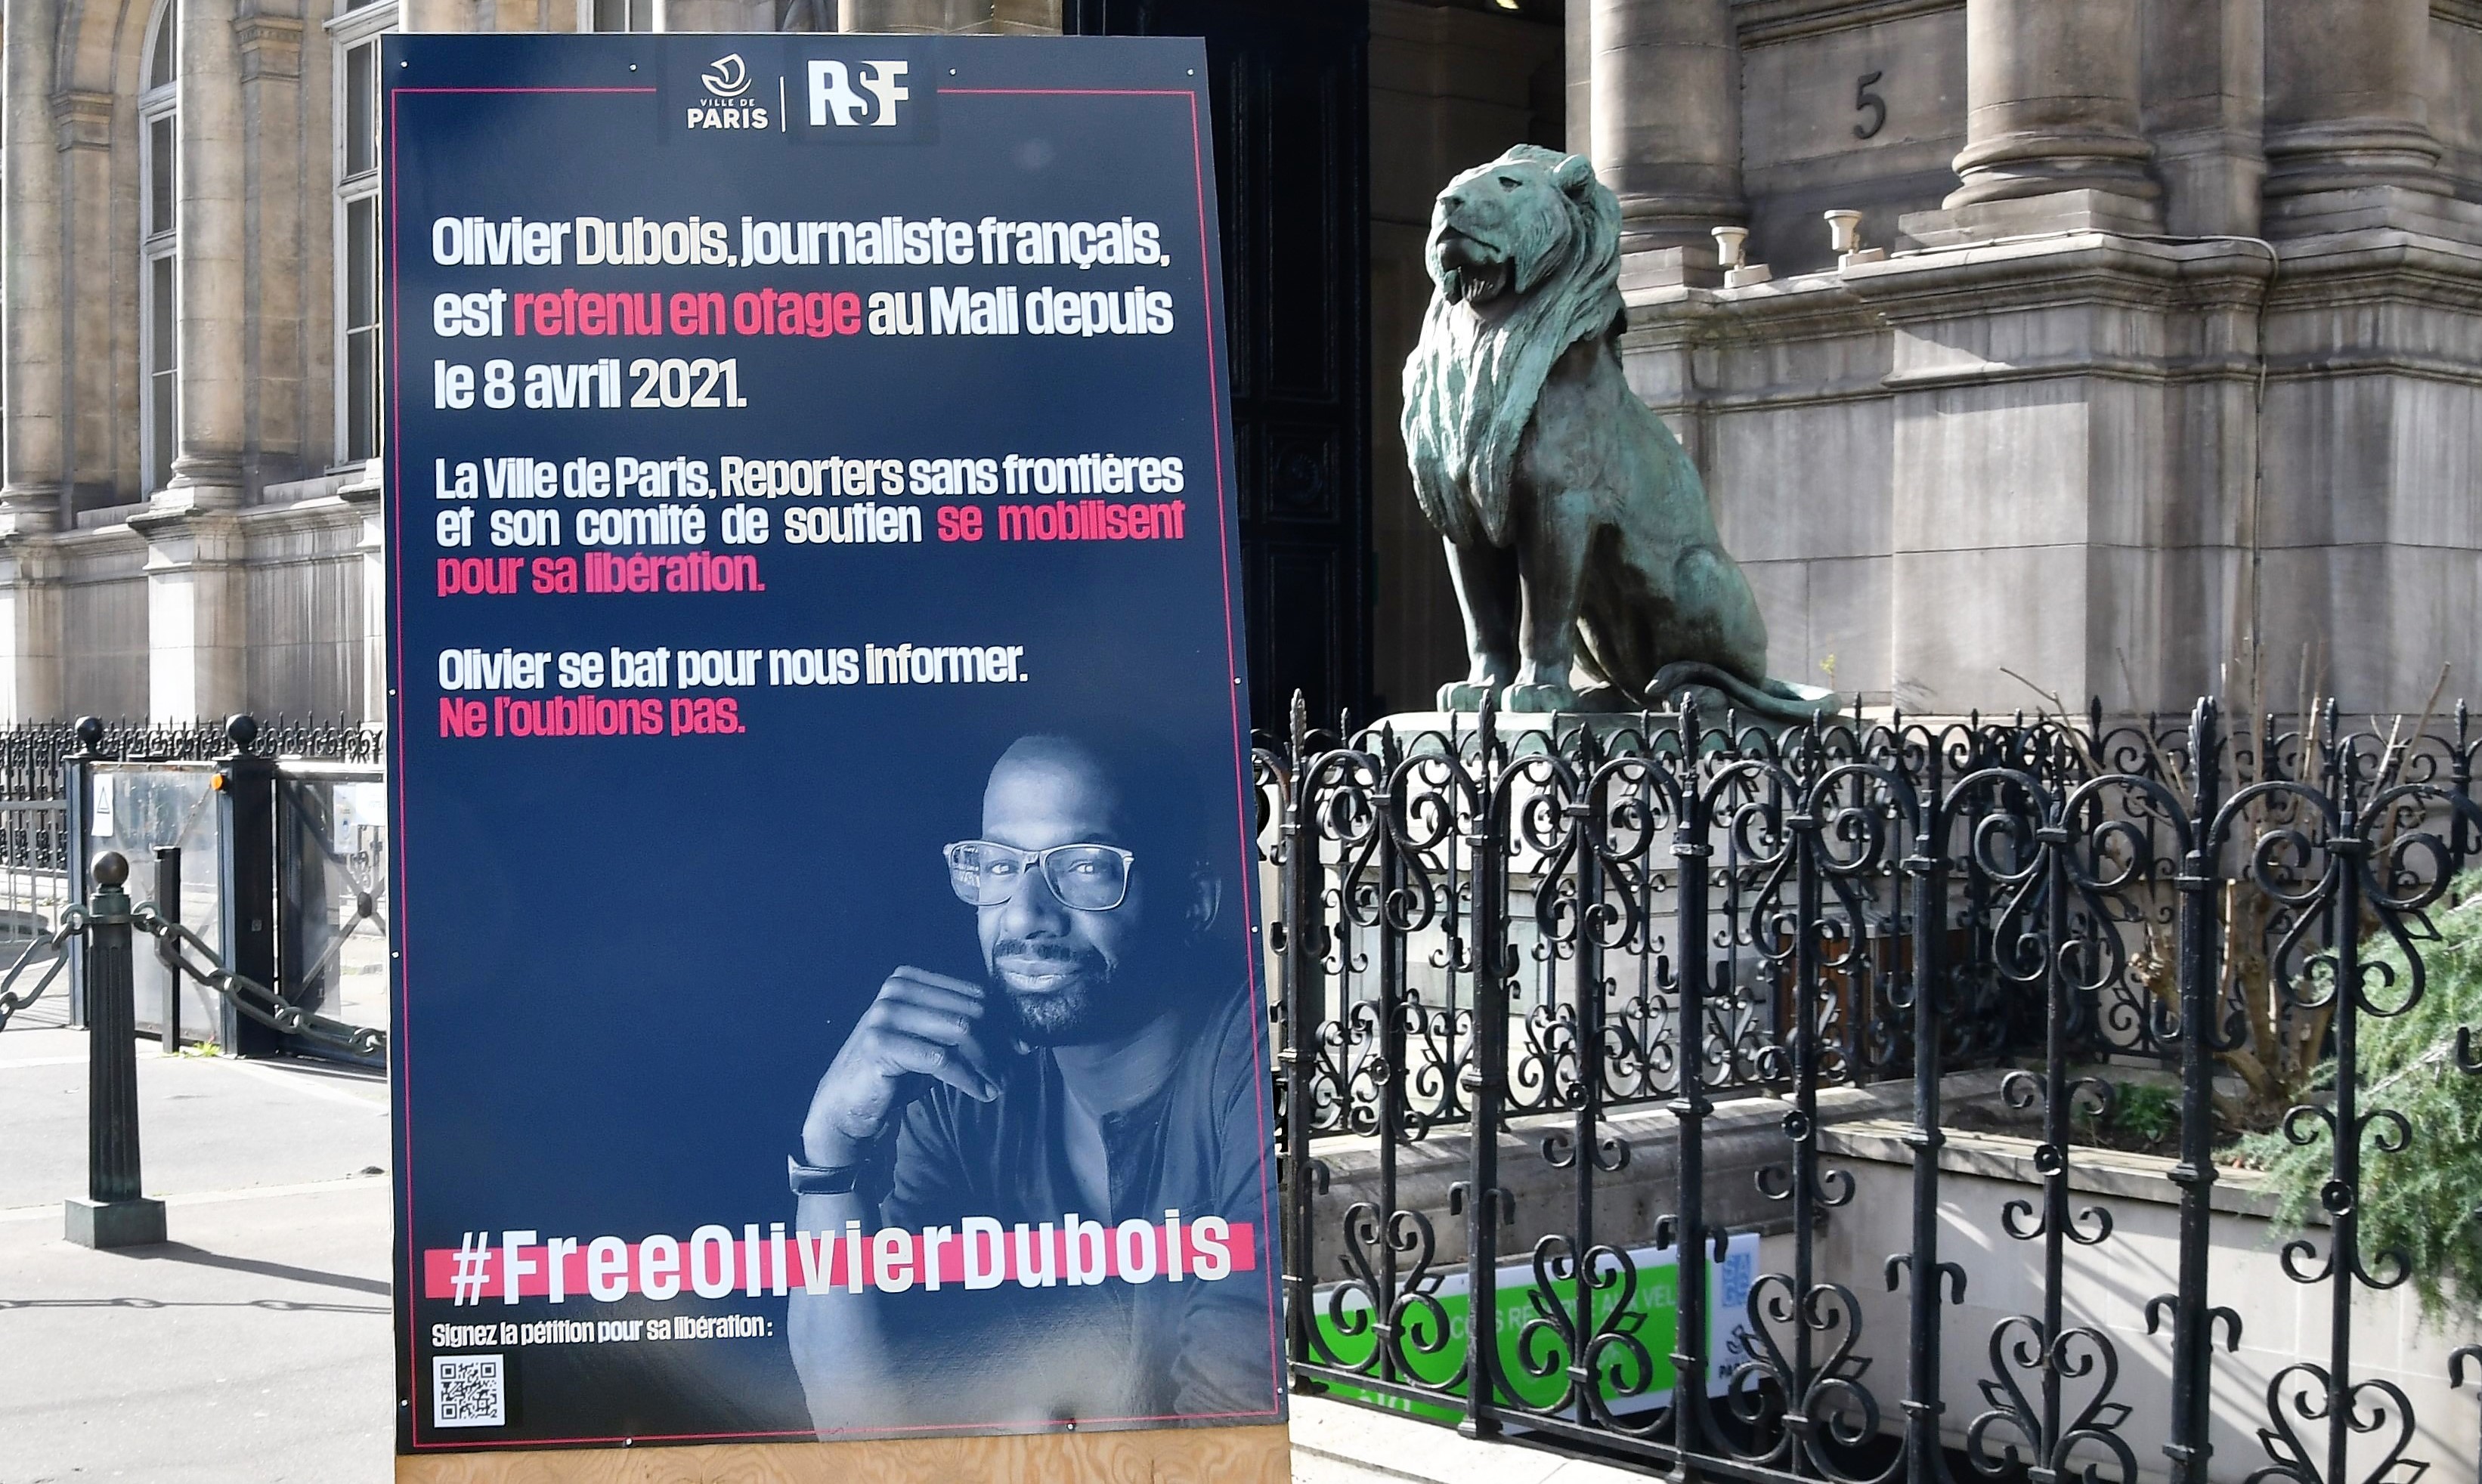 VILLE DE
PARIS
RSF
Olivier Dubois, journaliste français,
est retenu en otage au Mali depuis
le 8 avril 2021.
La Ville de Paris, Reporters sans frontières
et son comité de soutien se mobilisent
pour sa libération.
Olivier se bat pour nous informer.
Ne l'oublions pas.
#FreeOlivierDubois
Signez la pétition pour sa libération :
5